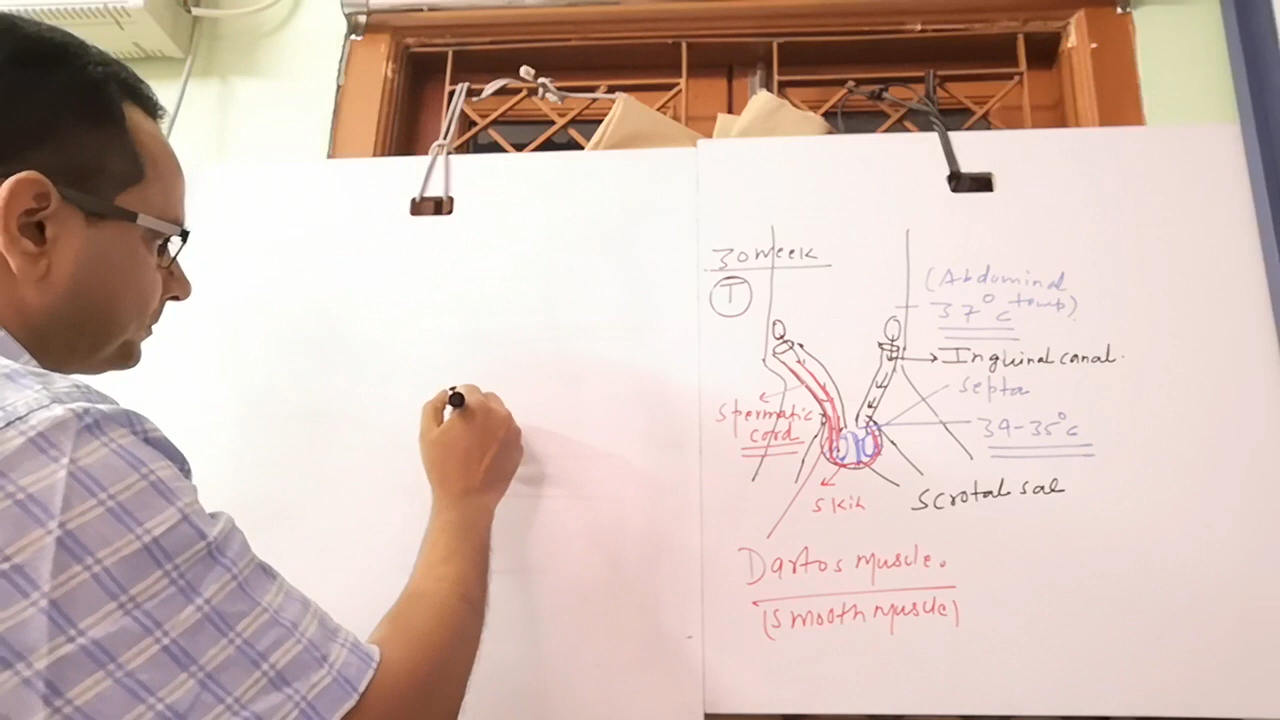 30 week
T
(Abdominal
37°c temp)
Inguinal canal.
Septa
34-35°c
Spermatic
cord
Skin
Scrotal sac
Dartos muscle.
(Smooth muscle)